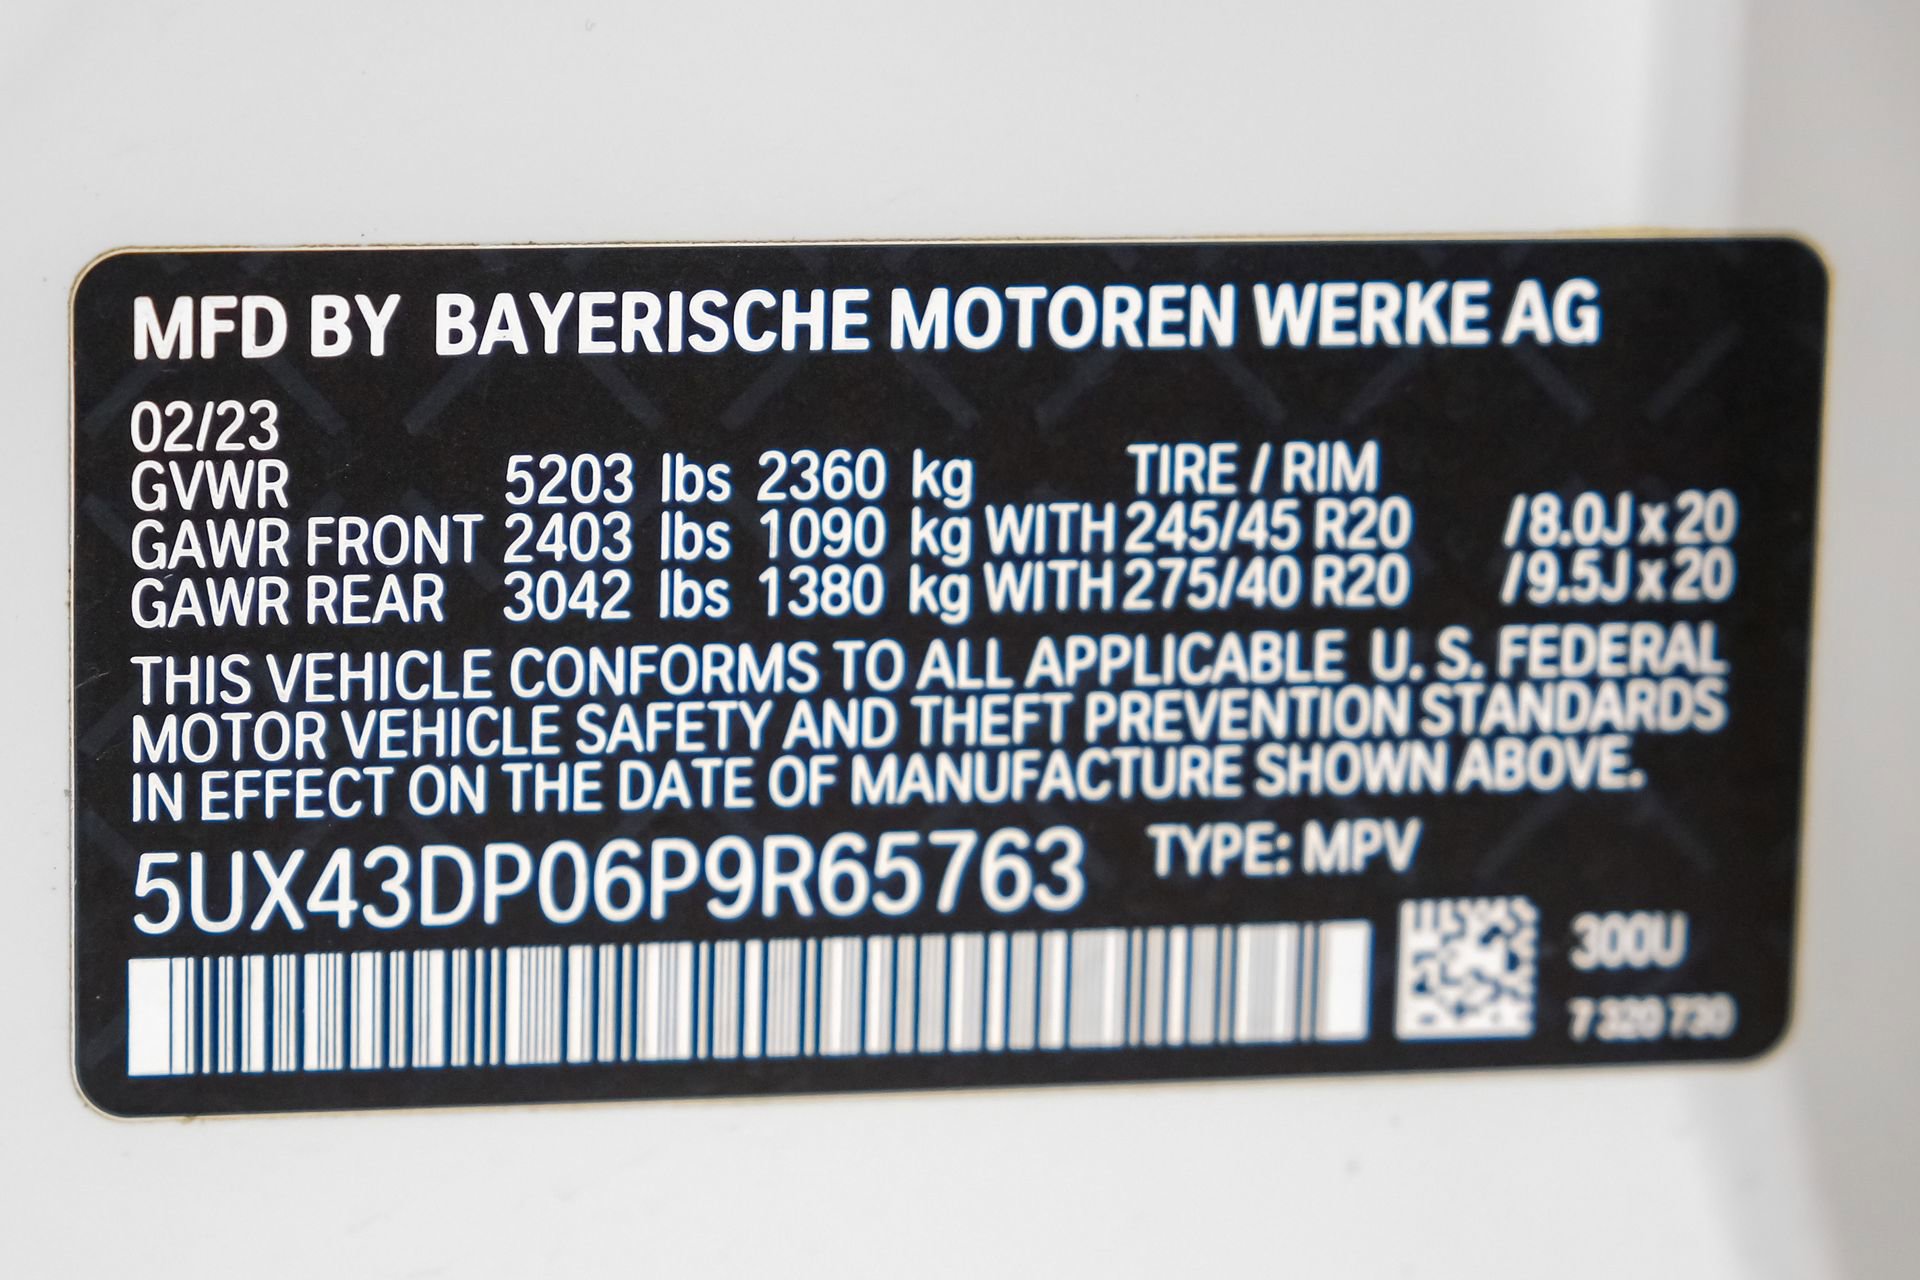 MFD BY BAYERISCHE MOTOREN WERKE AG
02/23
GVWR 5203 lbs 2360 kg TIRE / RIM
GAWR FRONT 2403 lbs 1090 kg WITH 245/45 R20 /8.0J x 20
GAWR REAR 3042 lbs 1380 kg WITH 275/40 R20 /9.5J x 20
THIS VEHICLE CONFORMS TO ALL APPLICABLE U. S. FEDERAL
MOTOR VEHICLE SAFETY AND THEFT PREVENTION STANDARDS
IN EFFECT ON THE DATE OF MANUFACTURE SHOWN ABOVE.
5UX43DP06P9R65763 TYPE: MPV
300U
7 320 730